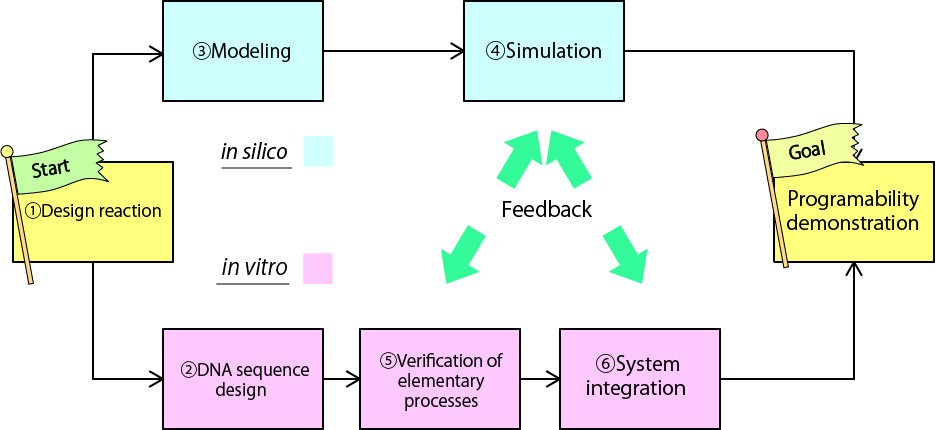 ③Modeling
④Simulation
Start
①Design reaction
in silico
Goal
Programability
demonstration
Feedback
in vitro
②DNA sequence
design
⑤Verification of
elementary
processes
⑥System
integration